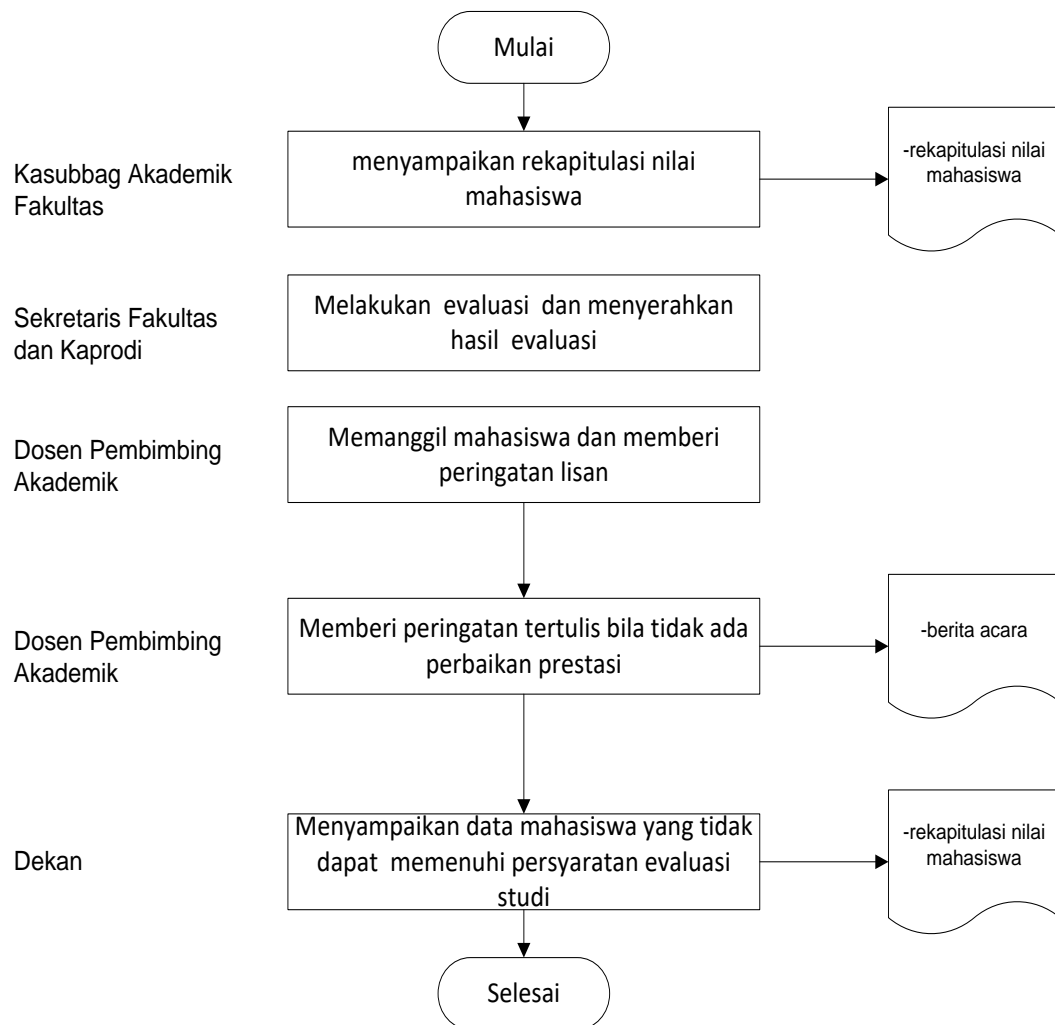 Mulai
Kasubbag Akademik
Fakultas
menyampaikan rekapitulasi nilai
mahasiswa
-rekapitulasi nilai
mahasiswa
Sekretaris Fakultas
dan Kaprodi
Melakukan evaluasi dan menyerahkan
hasil evaluasi
Dosen Pembimbing
Akademik
Memanggil mahasiswa dan memberi
peringatan lisan
Dosen Pembimbing
Akademik
Memberi peringatan tertulis bila tidak ada
perbaikan prestasi
-berita acara
Dekan
Menyampaikan data mahasiswa yang tidak
dapat memenuhi persyaratan evaluasi
studi
-rekapitulasi nilai
mahasiswa
Selesai